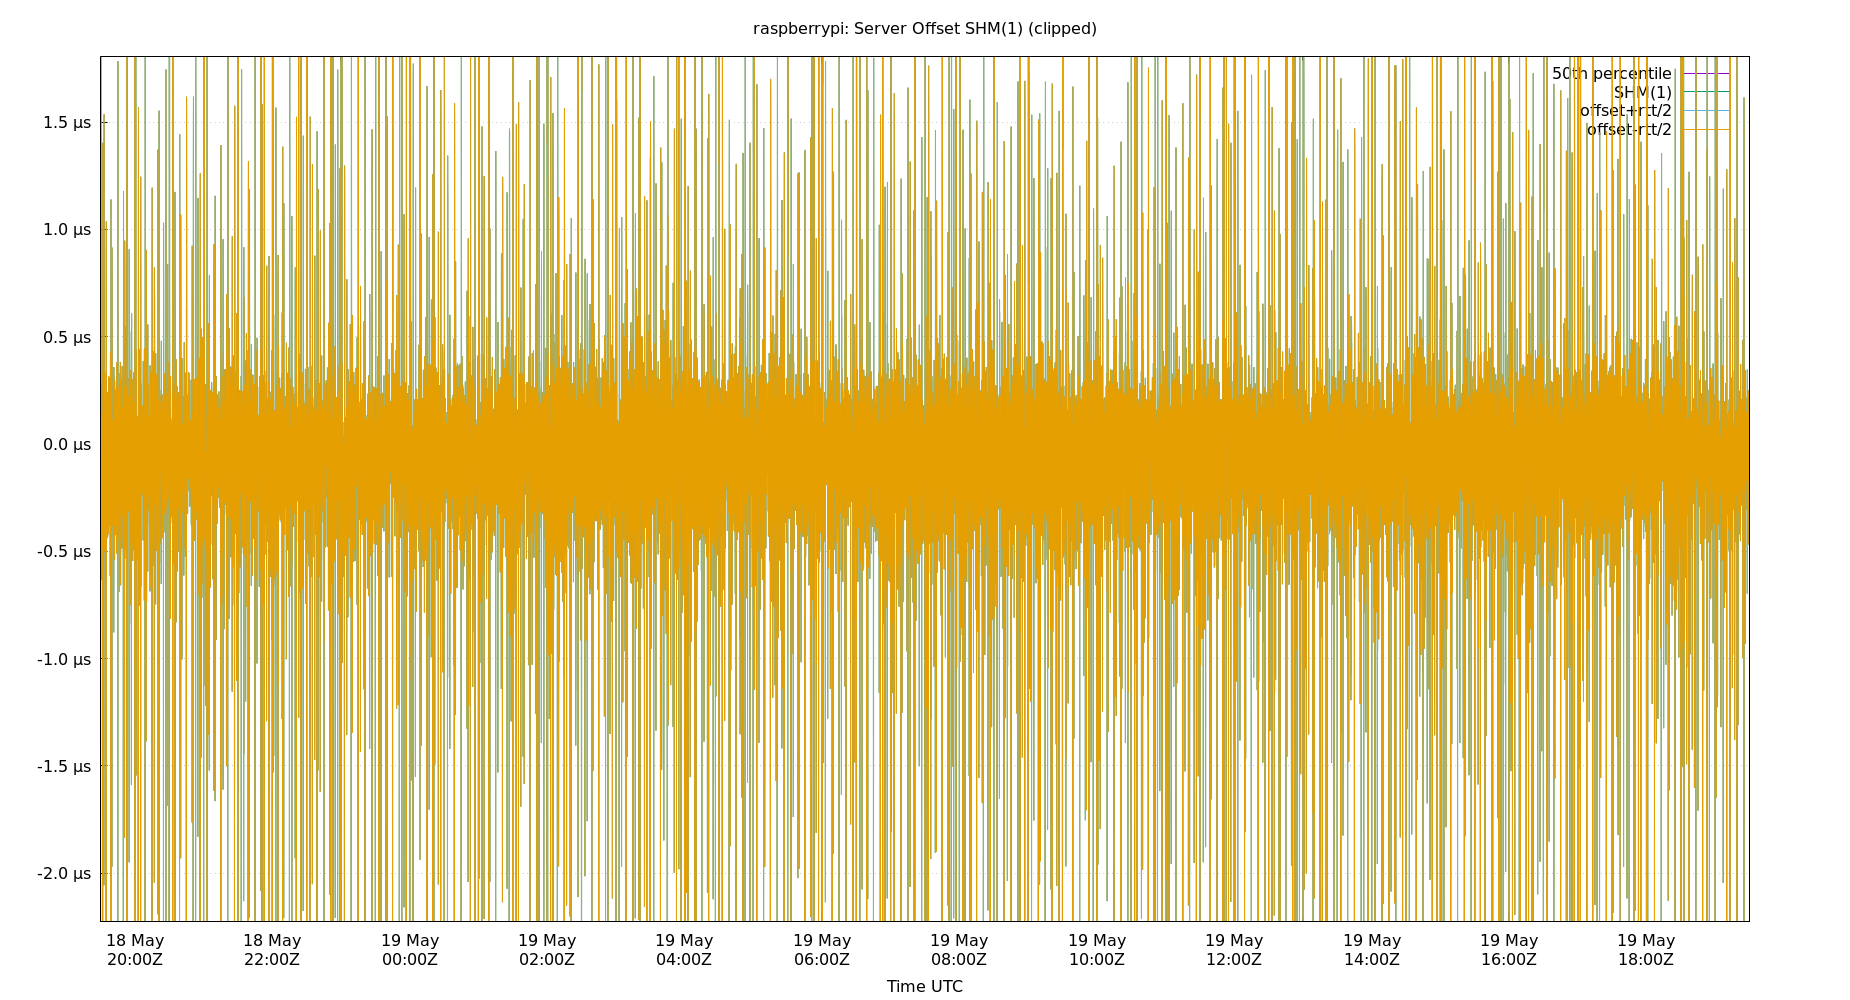 raspberrypi: Server Offset SHM(1) (clipped)
50th percentile
SHM(1)
offset+rtt/2
offset-rtt/2
1.5 µs
1.0 µs
0.5 µs
0.0 µs
-0.5 µs
-1.0 µs
-1.5 µs
-2.0 µs
18 May 18 May 19 May 19 May 19 May 19 May 19 May 19 May 19 May 19 May 19 May 19 May
20:00Z 22:00Z 00:00Z 02:00Z 04:00Z 06:00Z 08:00Z 10:00Z 12:00Z 14:00Z 16:00Z 18:00Z
Time UTC